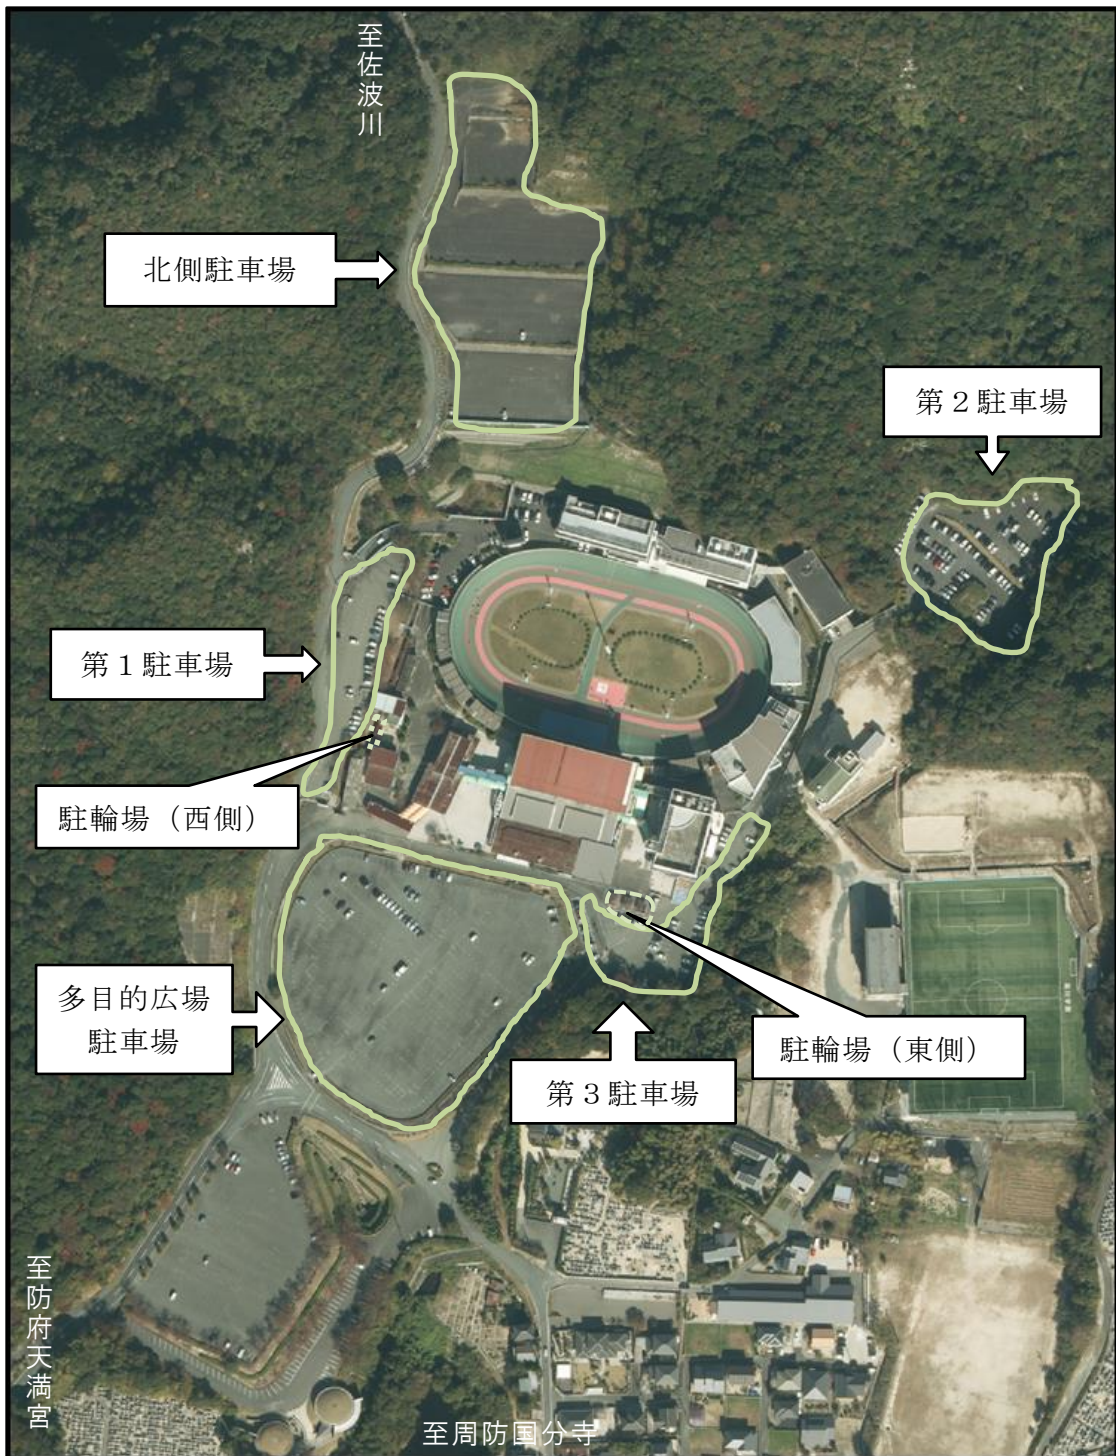 至佐波川
北側駐車場
第２駐車場
第１駐車場
駐輪場（西側）
多目的広場
駐車場
駐輪場（東側）
第３駐車場
至防府天満宮
至周防国分寺